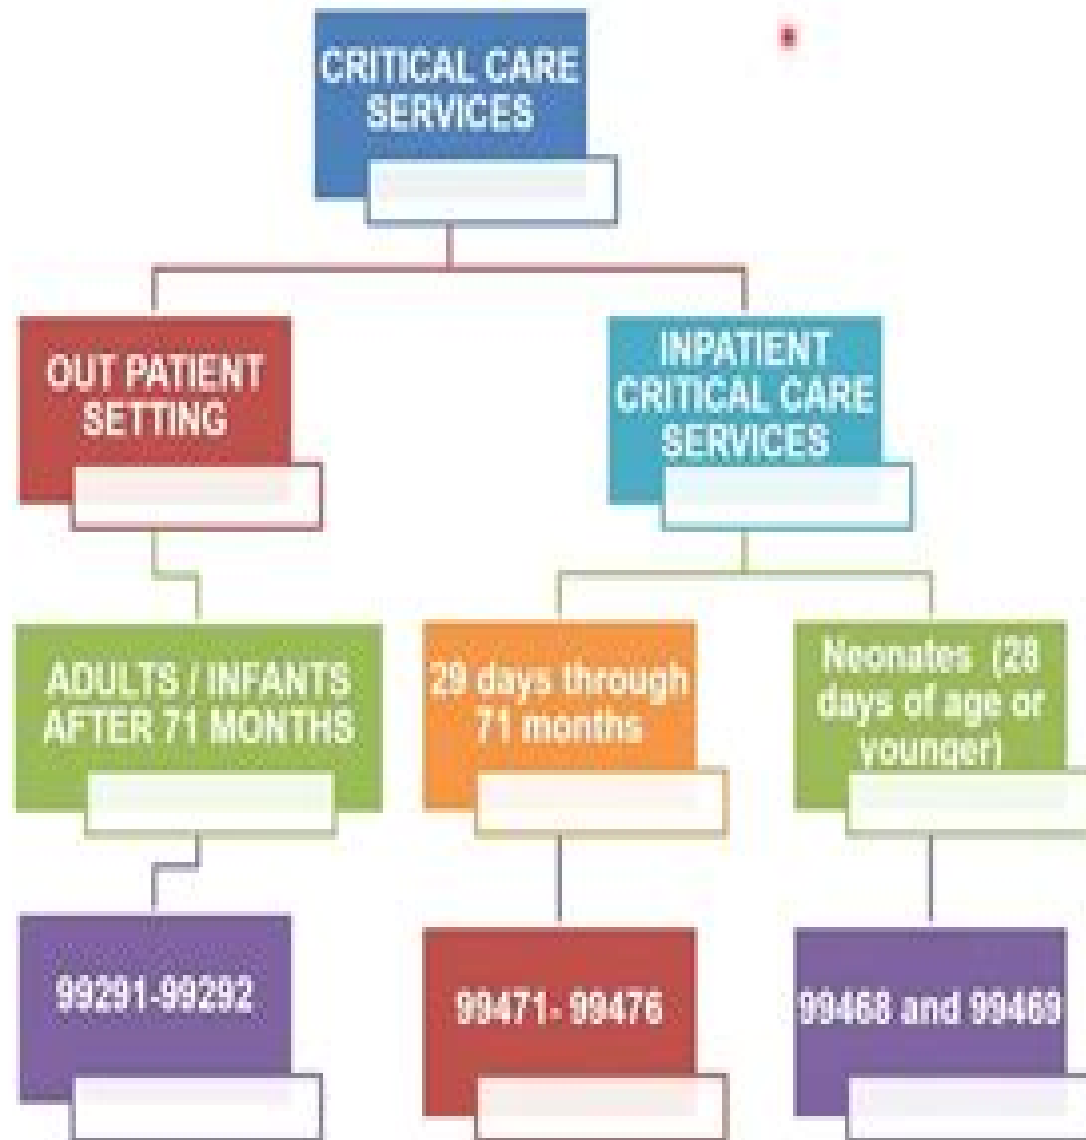 CRITICAL CARE
SERVICES
OUT PATIENT
SETTING
INPATIENT
CRITICAL CARE
SERVICES
ADULTS / INFANTS
AFTER 71 MONTHS
29 days through
71 months
Neonates (28
days of age or
younger)
99291-99292
99471- 99476
99468 and 99469